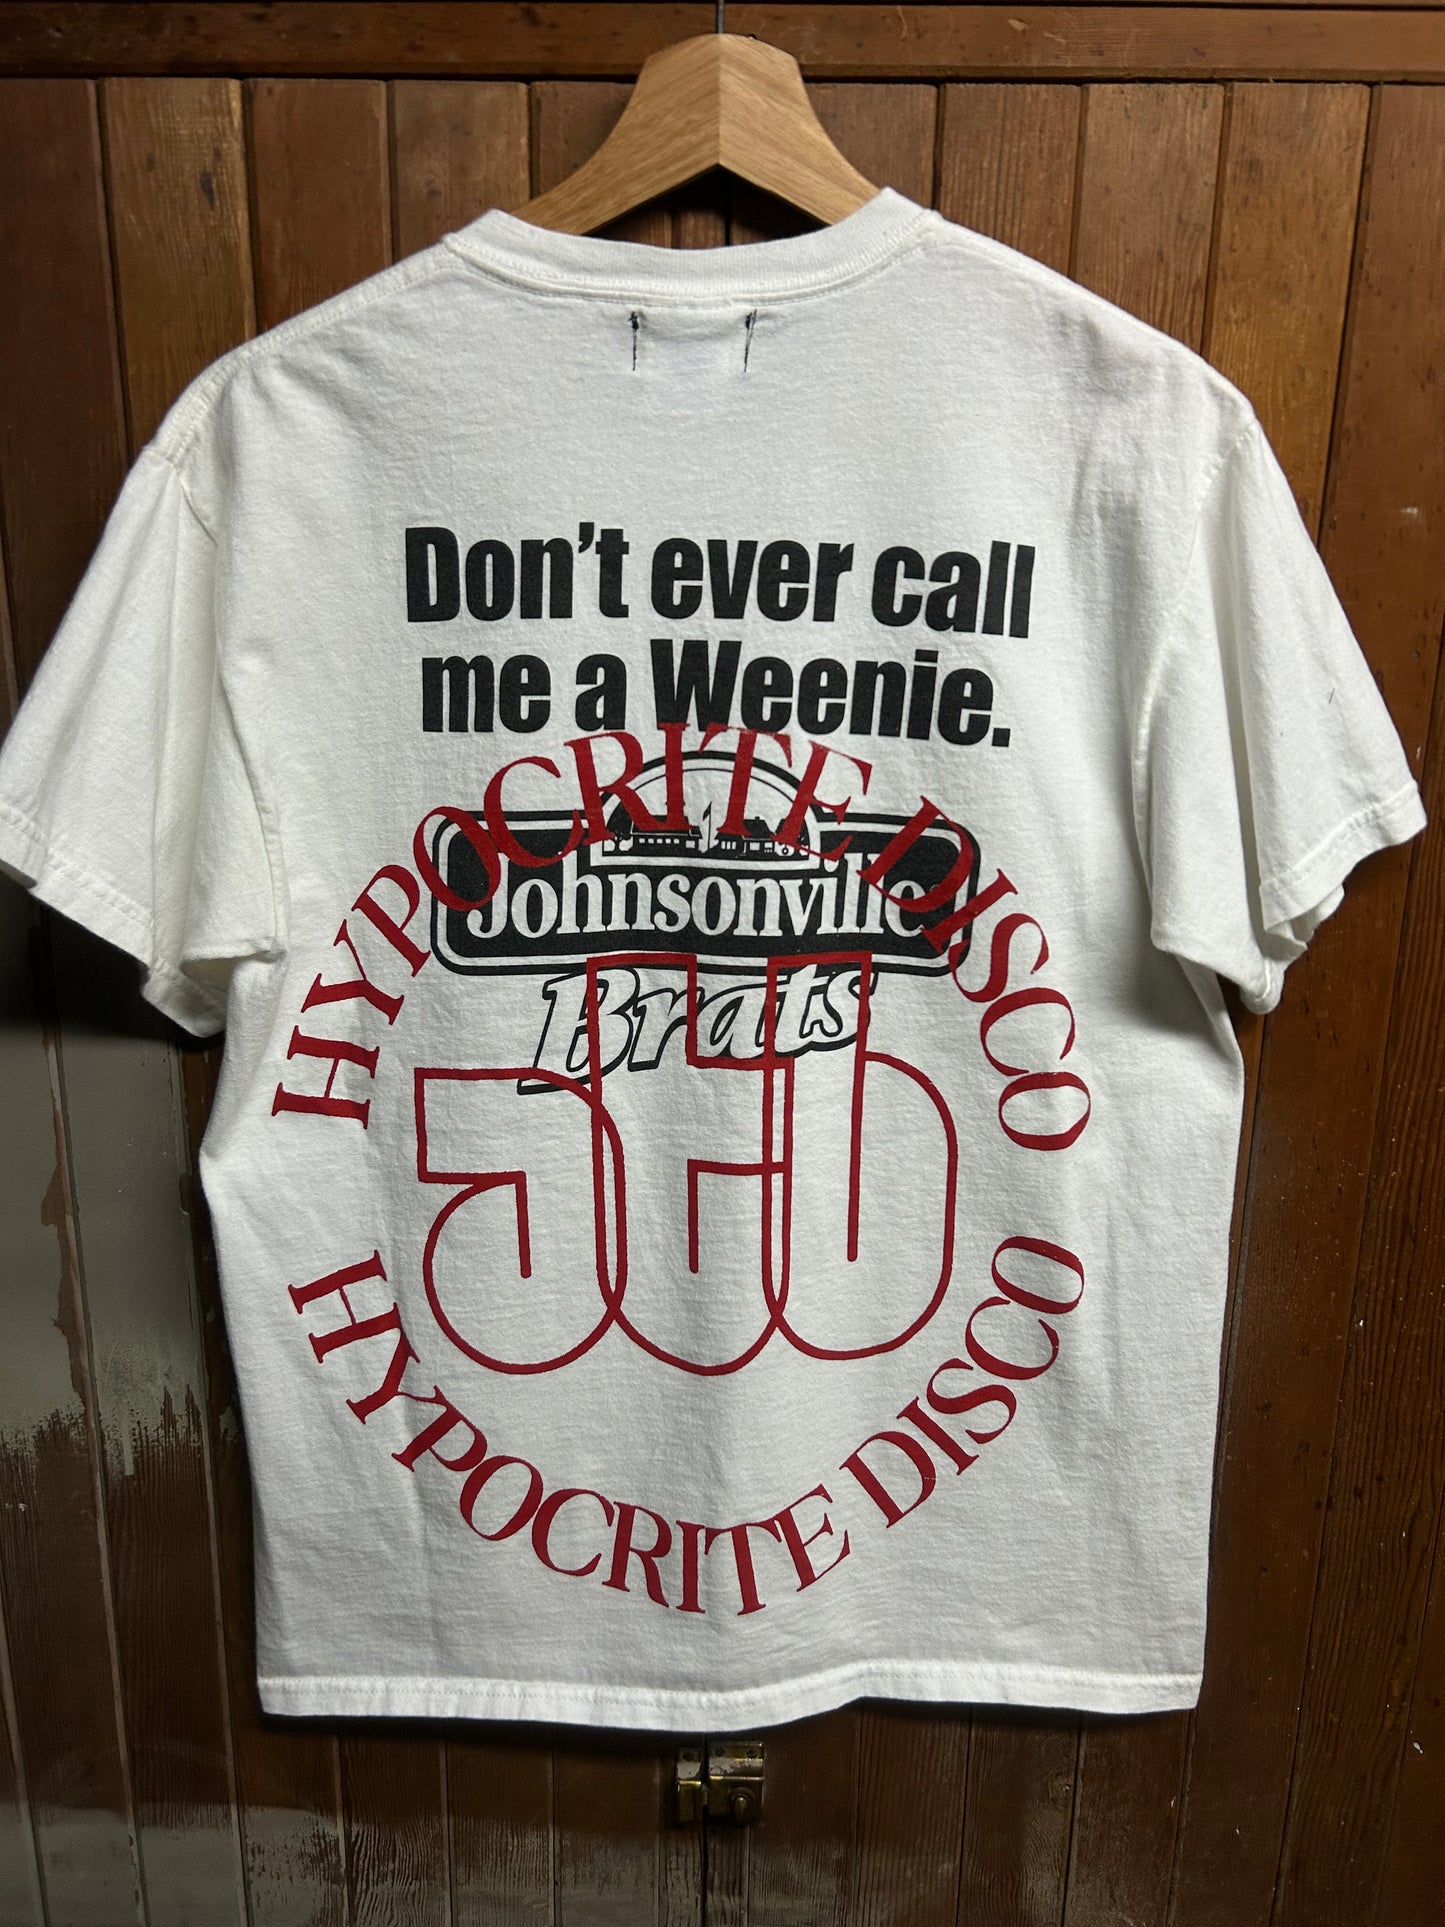 Don't ever call
me a Weenie.
HYPOCRITE DISCO
Johnsonville
Brats
HYPOCRITE DISCO